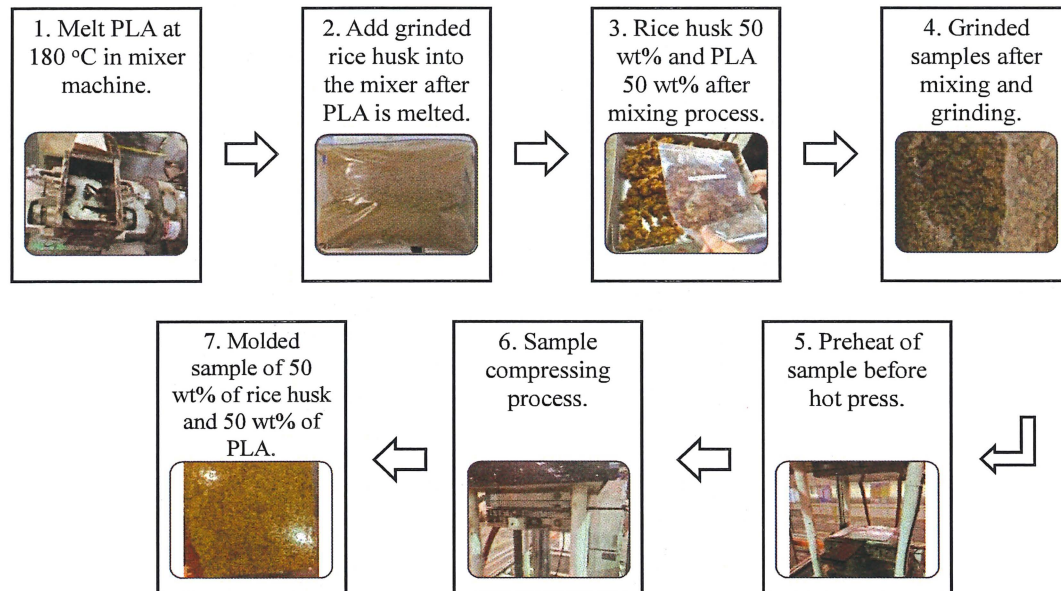 1. Melt PLA at
180 °C in mixer
machine.
2. Add grinded
rice husk into
the mixer after
PLA is melted.
3. Rice husk 50
wt% and PLA
50 wt% after
mixing process.
4. Grinded
samples after
mixing and
grinding.
5. Preheat of
sample before
hot press.
6. Sample
compressing
process.
7. Molded
sample of 50
wt% of rice husk
and 50 wt% of
PLA.